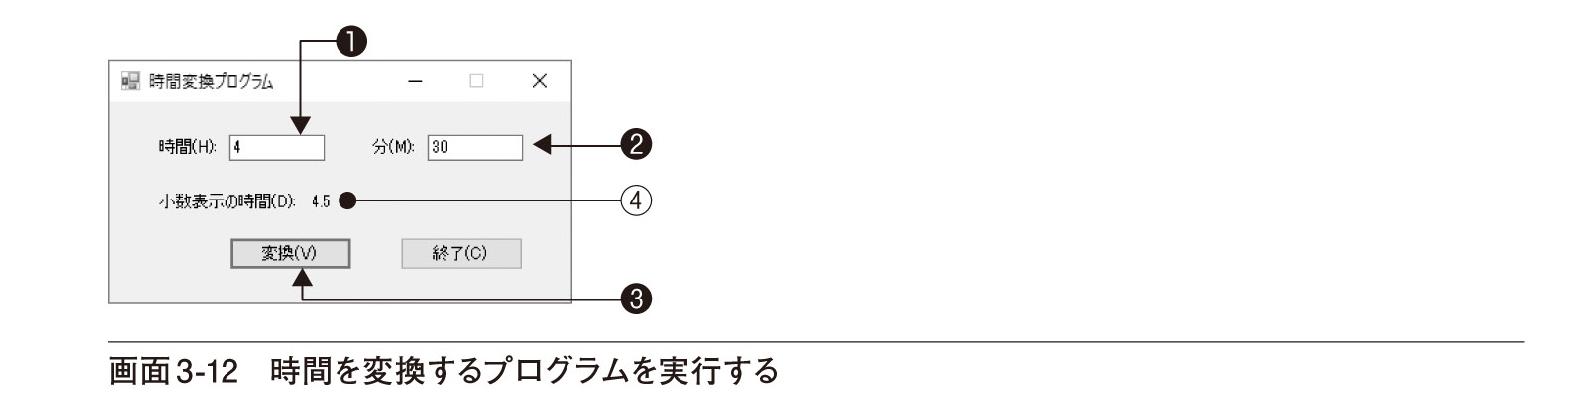 ❶
時間変換プログラム
時間(H): 4 分(M): 30 ❷
小数表示の時間(D): 4.5 ④
変換(V) 終了(C)
❸
画面3-12 時間を変換するプログラムを実行する